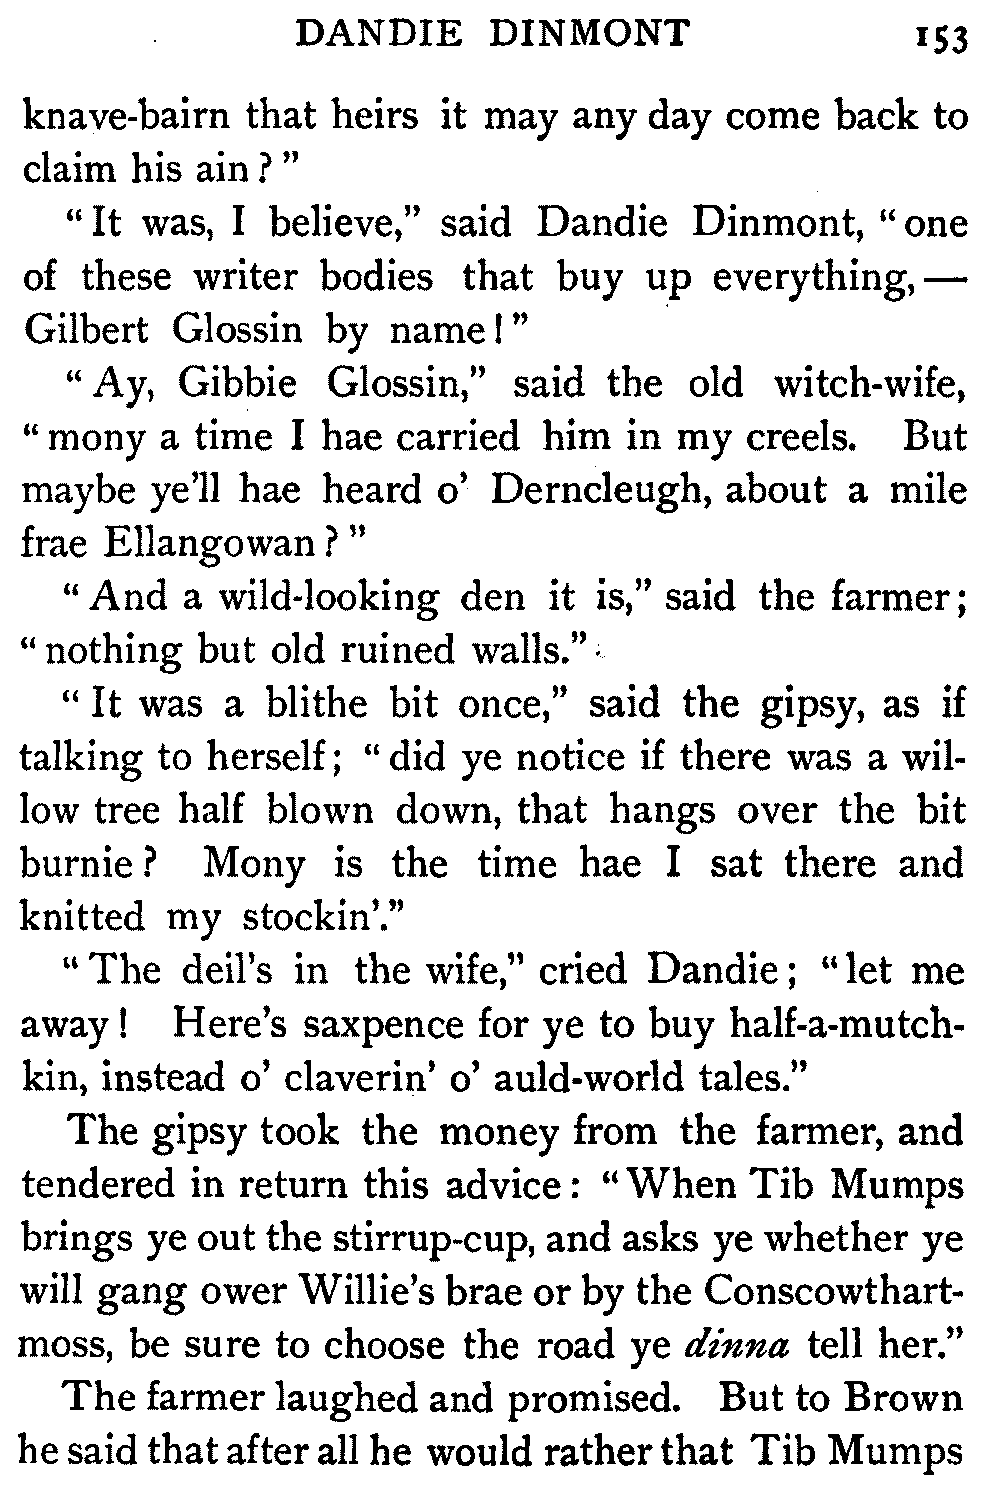 DANDIE DINMONT 153
knave-bairn that heirs it may any day come back to
claim his ain?"
"It was, I believe," said Dandie Dinmont, "one
of these writer bodies that buy up everything,—
Gilbert Glossin by name!"
"Ay, Gibbie Glossin," said the old witch-wife,
"mony a time I hae carried him in my creels. But
maybe ye'll hae heard o' Derncleugh, about a mile
frae Ellangowan?"
"And a wild-looking den it is," said the farmer;
"nothing but old ruined walls."
"It was a blithe bit once," said the gipsy, as if
talking to herself; "did ye notice if there was a wil-
low tree half blown down, that hangs over the bit
burnie? Mony is the time hae I sat there and
knitted my stockin'."
"The deil's in the wife," cried Dandie; "let me
away! Here's saxpence for ye to buy half-a-mutch-
kin, instead o' claverin' o' auld-world tales."
The gipsy took the money from the farmer, and
tendered in return this advice: "When Tib Mumps
brings ye out the stirrup-cup, and asks ye whether ye
will gang ower Willie's brae or by the Conscowthart-
moss, be sure to choose the road ye dinna tell her."
The farmer laughed and promised. But to Brown
he said that after all he would rather that Tib Mumps